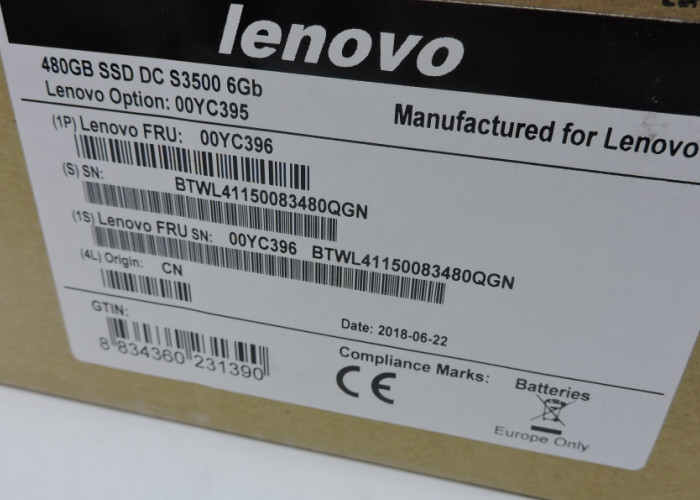 lenovo
480GB SSD DC S3500 6Gb
Lenovo Option: 00YC395
Manufactured for Lenovo
(1P) Lenovo FRU: 00YC396
(S) SN: BTWL41150083480QGN
(1S) Lenovo FRU SN: 00YC396 BTWL41150083480QGN
(4L) Origin: CN
GTIN:
8 834360 231390
Date: 2018-06-22
Compliance Marks:
CE
Batteries
Europe Only